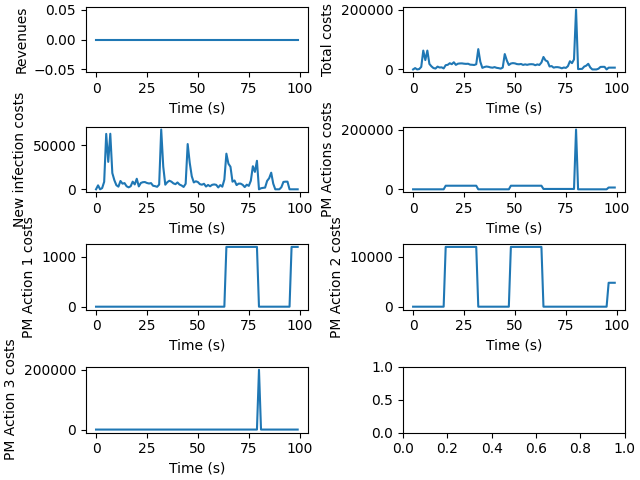 Revenues
0.05
0.00
−0.05
0 25 50 75 100
Time (s)
Total costs
200000
0
0 25 50 75 100
Time (s)
New infection costs
50000
0
0 25 50 75 100
Time (s)
PM Actions costs
200000
0
0 25 50 75 100
Time (s)
PM Action 1 costs
1000
0
0 25 50 75 100
Time (s)
PM Action 2 costs
10000
0
0 25 50 75 100
Time (s)
PM Action 3 costs
200000
0
0 25 50 75 100
Time (s)
1.0
0.5
0.0
0.0 0.2 0.4 0.6 0.8 1.0